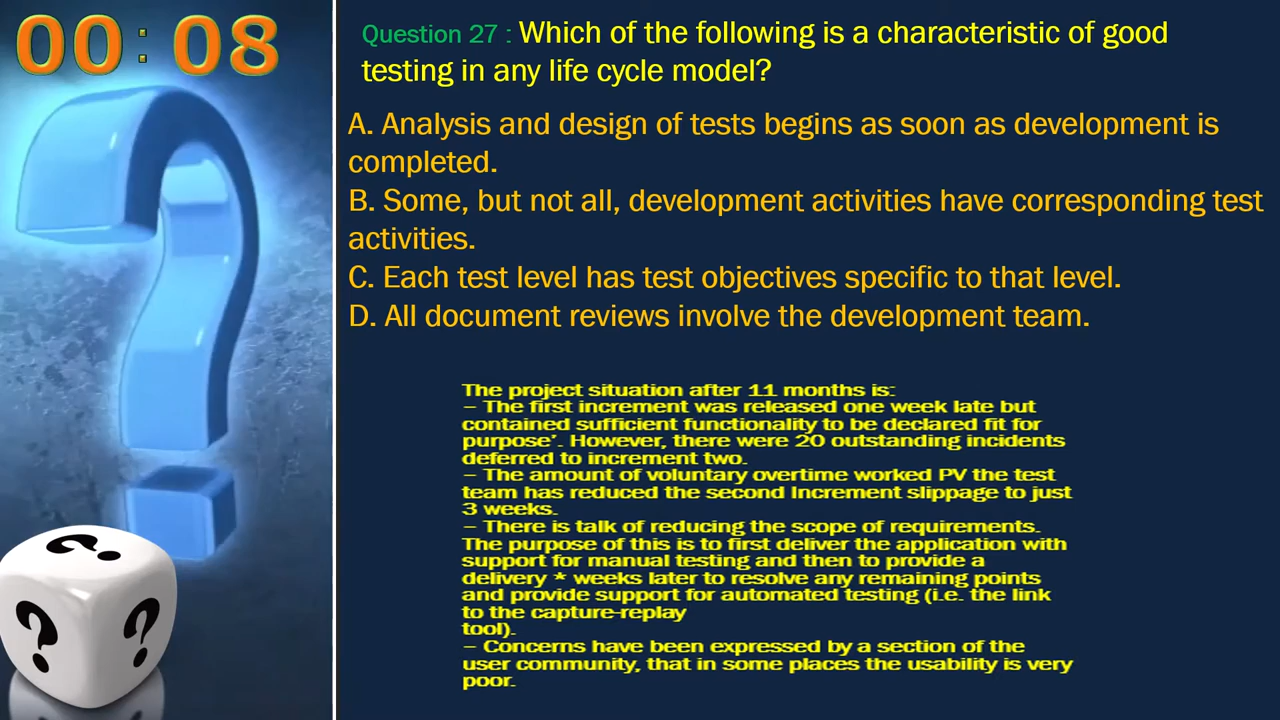 00:08
Question 27 : Which of the following is a characteristic of good
testing in any life cycle model?
A. Analysis and design of tests begins as soon as development is
completed.
B. Some, but not all, development activities have corresponding test
activities.
C. Each test level has test objectives specific to that level.
D. All document reviews involve the development team.
The project situation after 11 months is:
– The first increment was released one week late but
contained sufficient functionality to be declared fit for
purpose’. However, there were 20 outstanding incidents
deferred to increment two.
– The amount of voluntary overtime worked PV the test
team has reduced the second Increment slippage to just
3 weeks.
– There is talk of reducing the scope of requirements.
The purpose of this is to first deliver the application with
support for manual testing and then to provide a
delivery * weeks later to resolve any remaining points
and provide support for automated testing (i.e. the link
to the capture-replay
tool).
– Concerns have been expressed by a section of the
user community, that in some places the usability is very
poor.